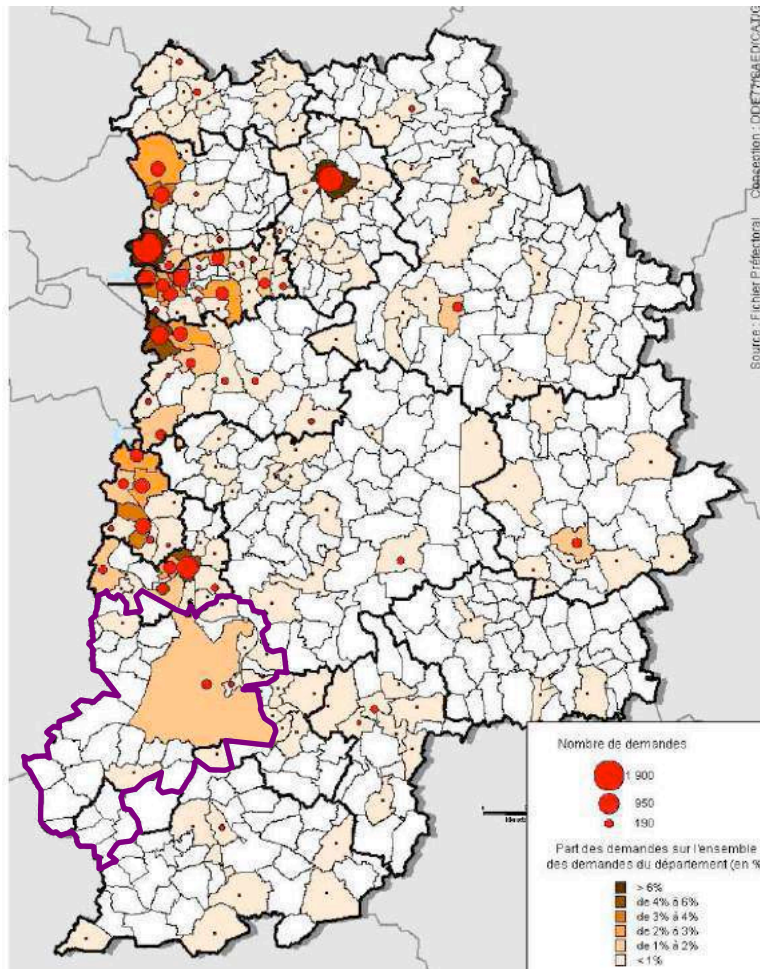 Source : Fichier Préfectoral
Nombre de demandes
1 900
950
190
Part des demandes sur l'ensemble
des demandes du département (en %
> 6%
de 4% à 6%
de 3% à 4%
de 2% à 3%
de 1% à 2%
< 1%